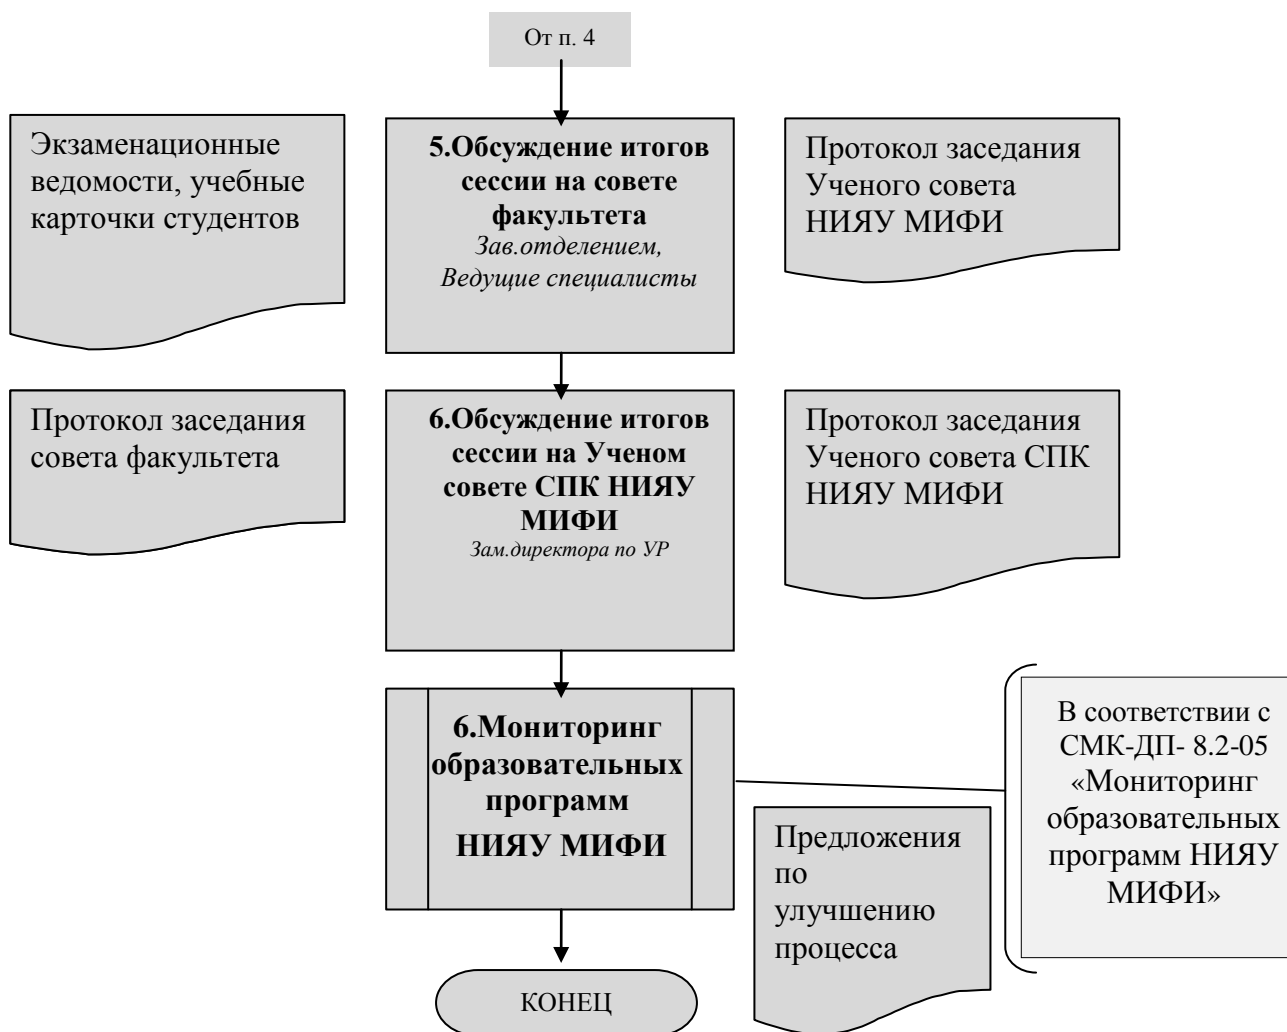 От п. 4
Экзаменационные
ведомости, учебные
карточки студентов
5.Обсуждение итогов
сессии на совете
факультета
Зав.отделением,
Ведущие специалисты
Протокол заседания
Ученого совета
НИЯУ МИФИ
Протокол заседания
совета факультета
6.Обсуждение итогов
сессии на Ученом
совете СПК НИЯУ
МИФИ
Зам.директора по УР
Протокол заседания
Ученого совета СПК
НИЯУ МИФИ
6.Мониторинг
образовательных
программ
НИЯУ МИФИ
В соответствии с
СМК-ДП- 8.2-05
«Мониторинг
образовательных
программ НИЯУ
МИФИ»
Предложения
по
улучшению
процесса
КОНЕЦ